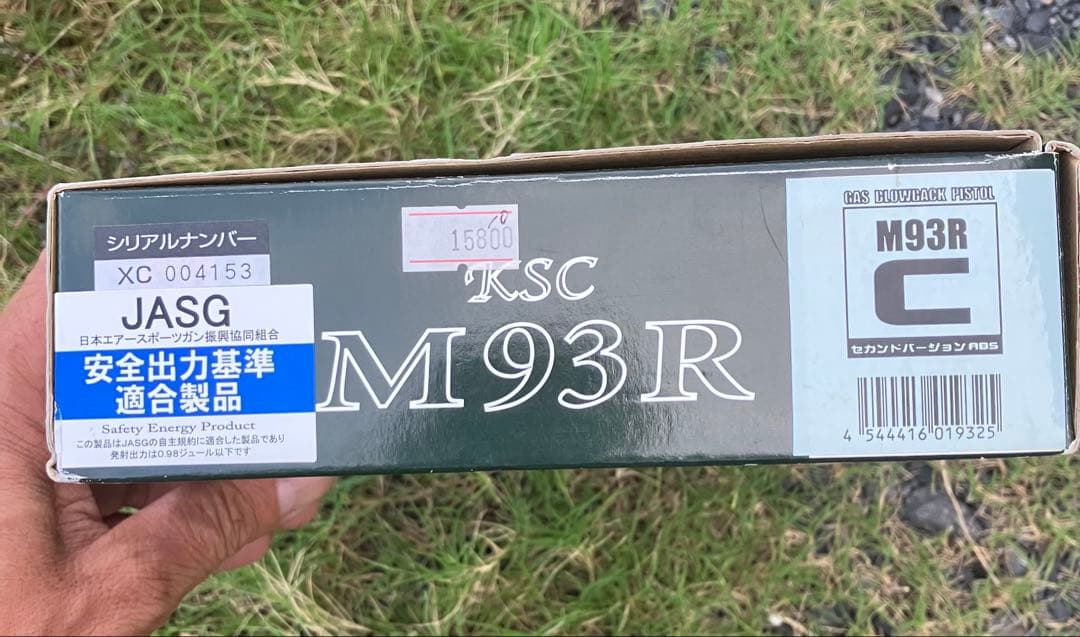 シリアルナンバー
XC 004153
JASG
日本エアースポーツガン振興協同組合
安全出力基準
適合製品
Safety Energy Product
この製品はJASGの自主規約に適合した製品であり
発射出力は0.98ジュール以下です
15800
KSC
M93R
GAS BLOWBACK PISTOL
M93R
C
セカンドバージョンABS
4 544416 019325